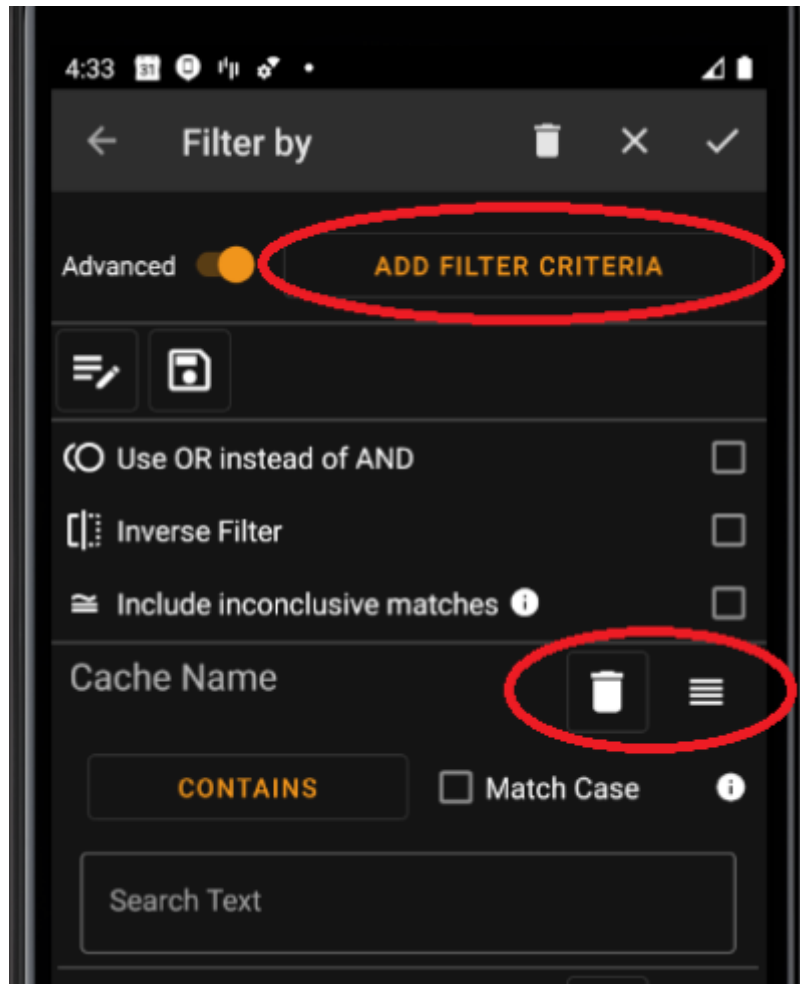 4:33 31
Filter by
Advanced ADD FILTER CRITERIA
Use OR instead of AND
Inverse Filter
Include inconclusive matches
Cache Name
CONTAINS Match Case
Search Text